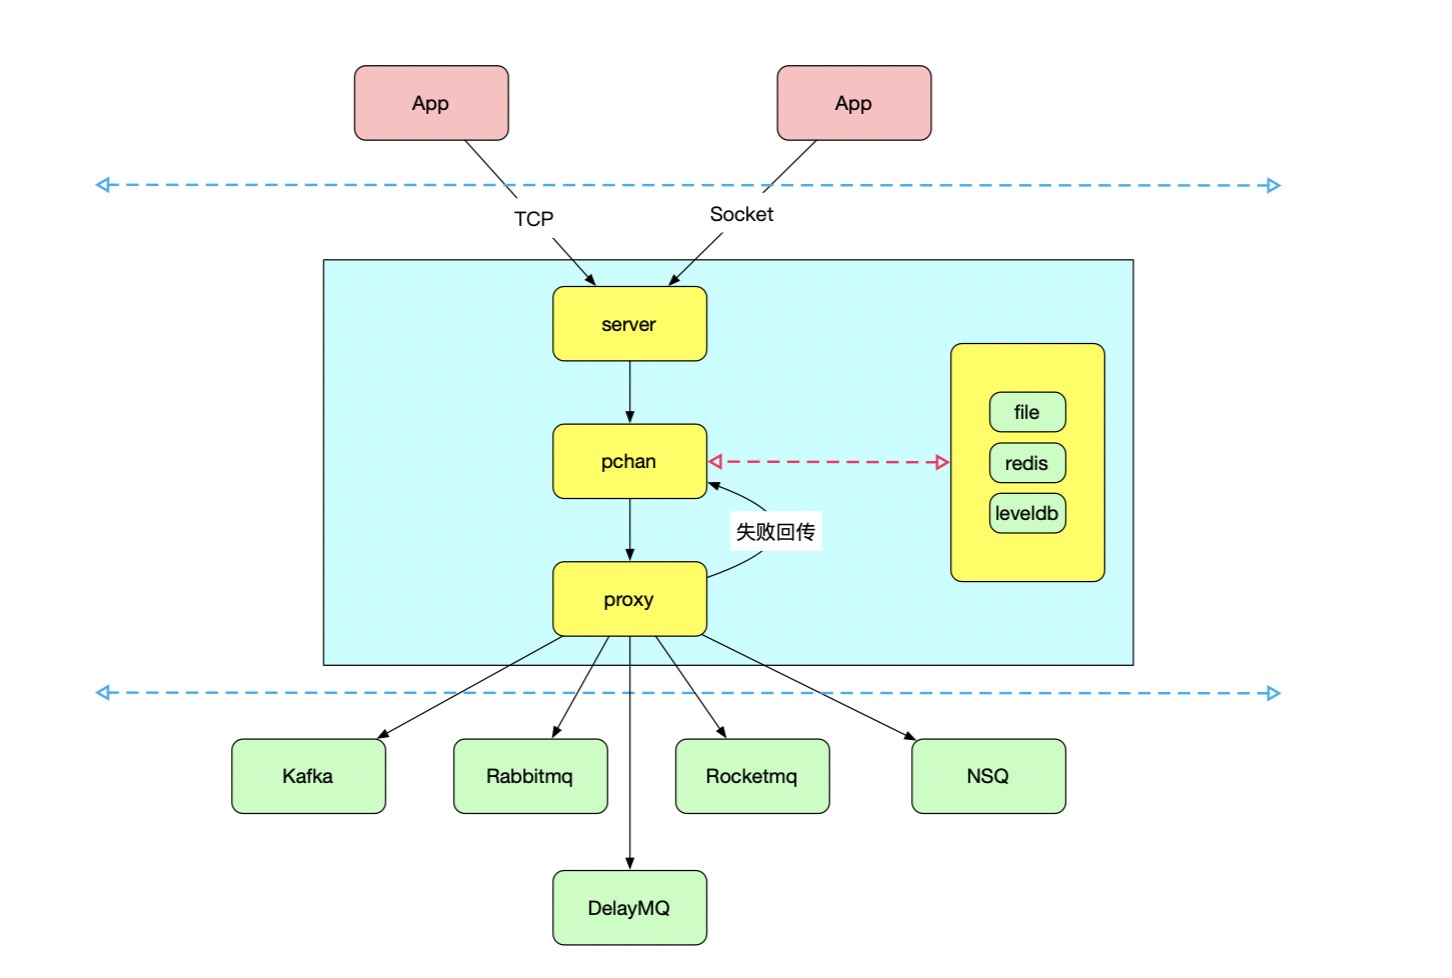 App
App
TCP
Socket
server
pchan
file
redis
leveldb
失败回传
proxy
Kafka
Rabbitmq
Rocketmq
NSQ
DelayMQ